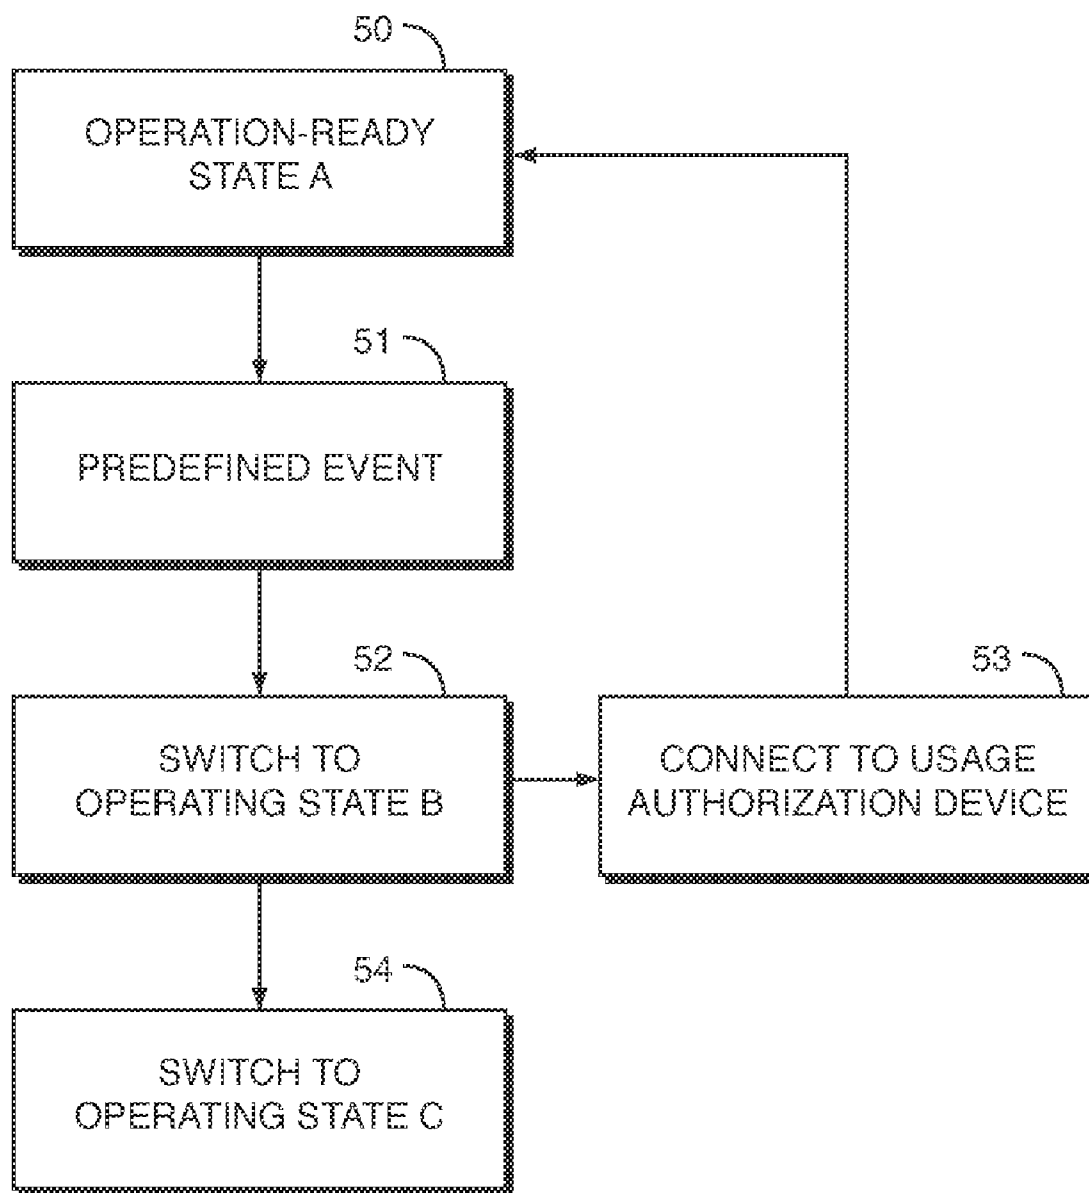 50
OPERATION-READY
STATE A
51
PREDEFINED EVENT
52
SWITCH TO
OPERATING STATE B
53
CONNECT TO USAGE
AUTHORIZATION DEVICE
54
SWITCH TO
OPERATING STATE C